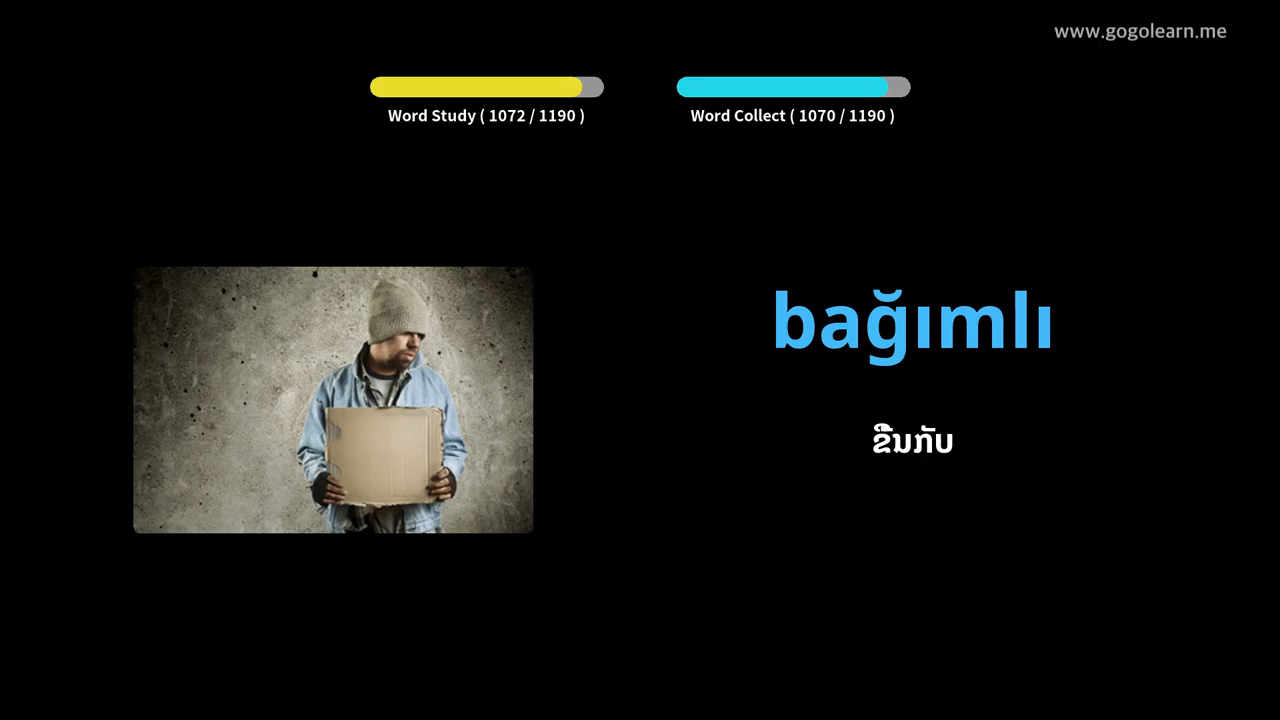 www.gogolearn.me
Word Study ( 1072 / 1190 )
Word Collect ( 1070 / 1190 )
bağımlı
ຂື້ນກັບ